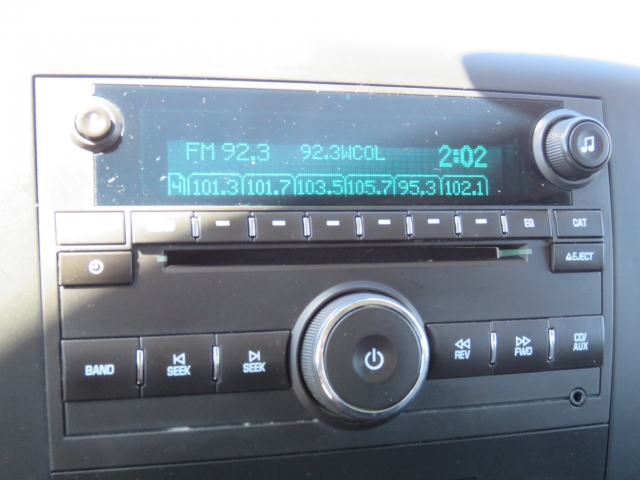 FM 92.3 92.3WCOL 2:02
4 101.3 101.7 103.5 105.7 95.3 102.1
EQ CAT
EJECT
BAND SEEK SEEK REV FWD CD/AUX